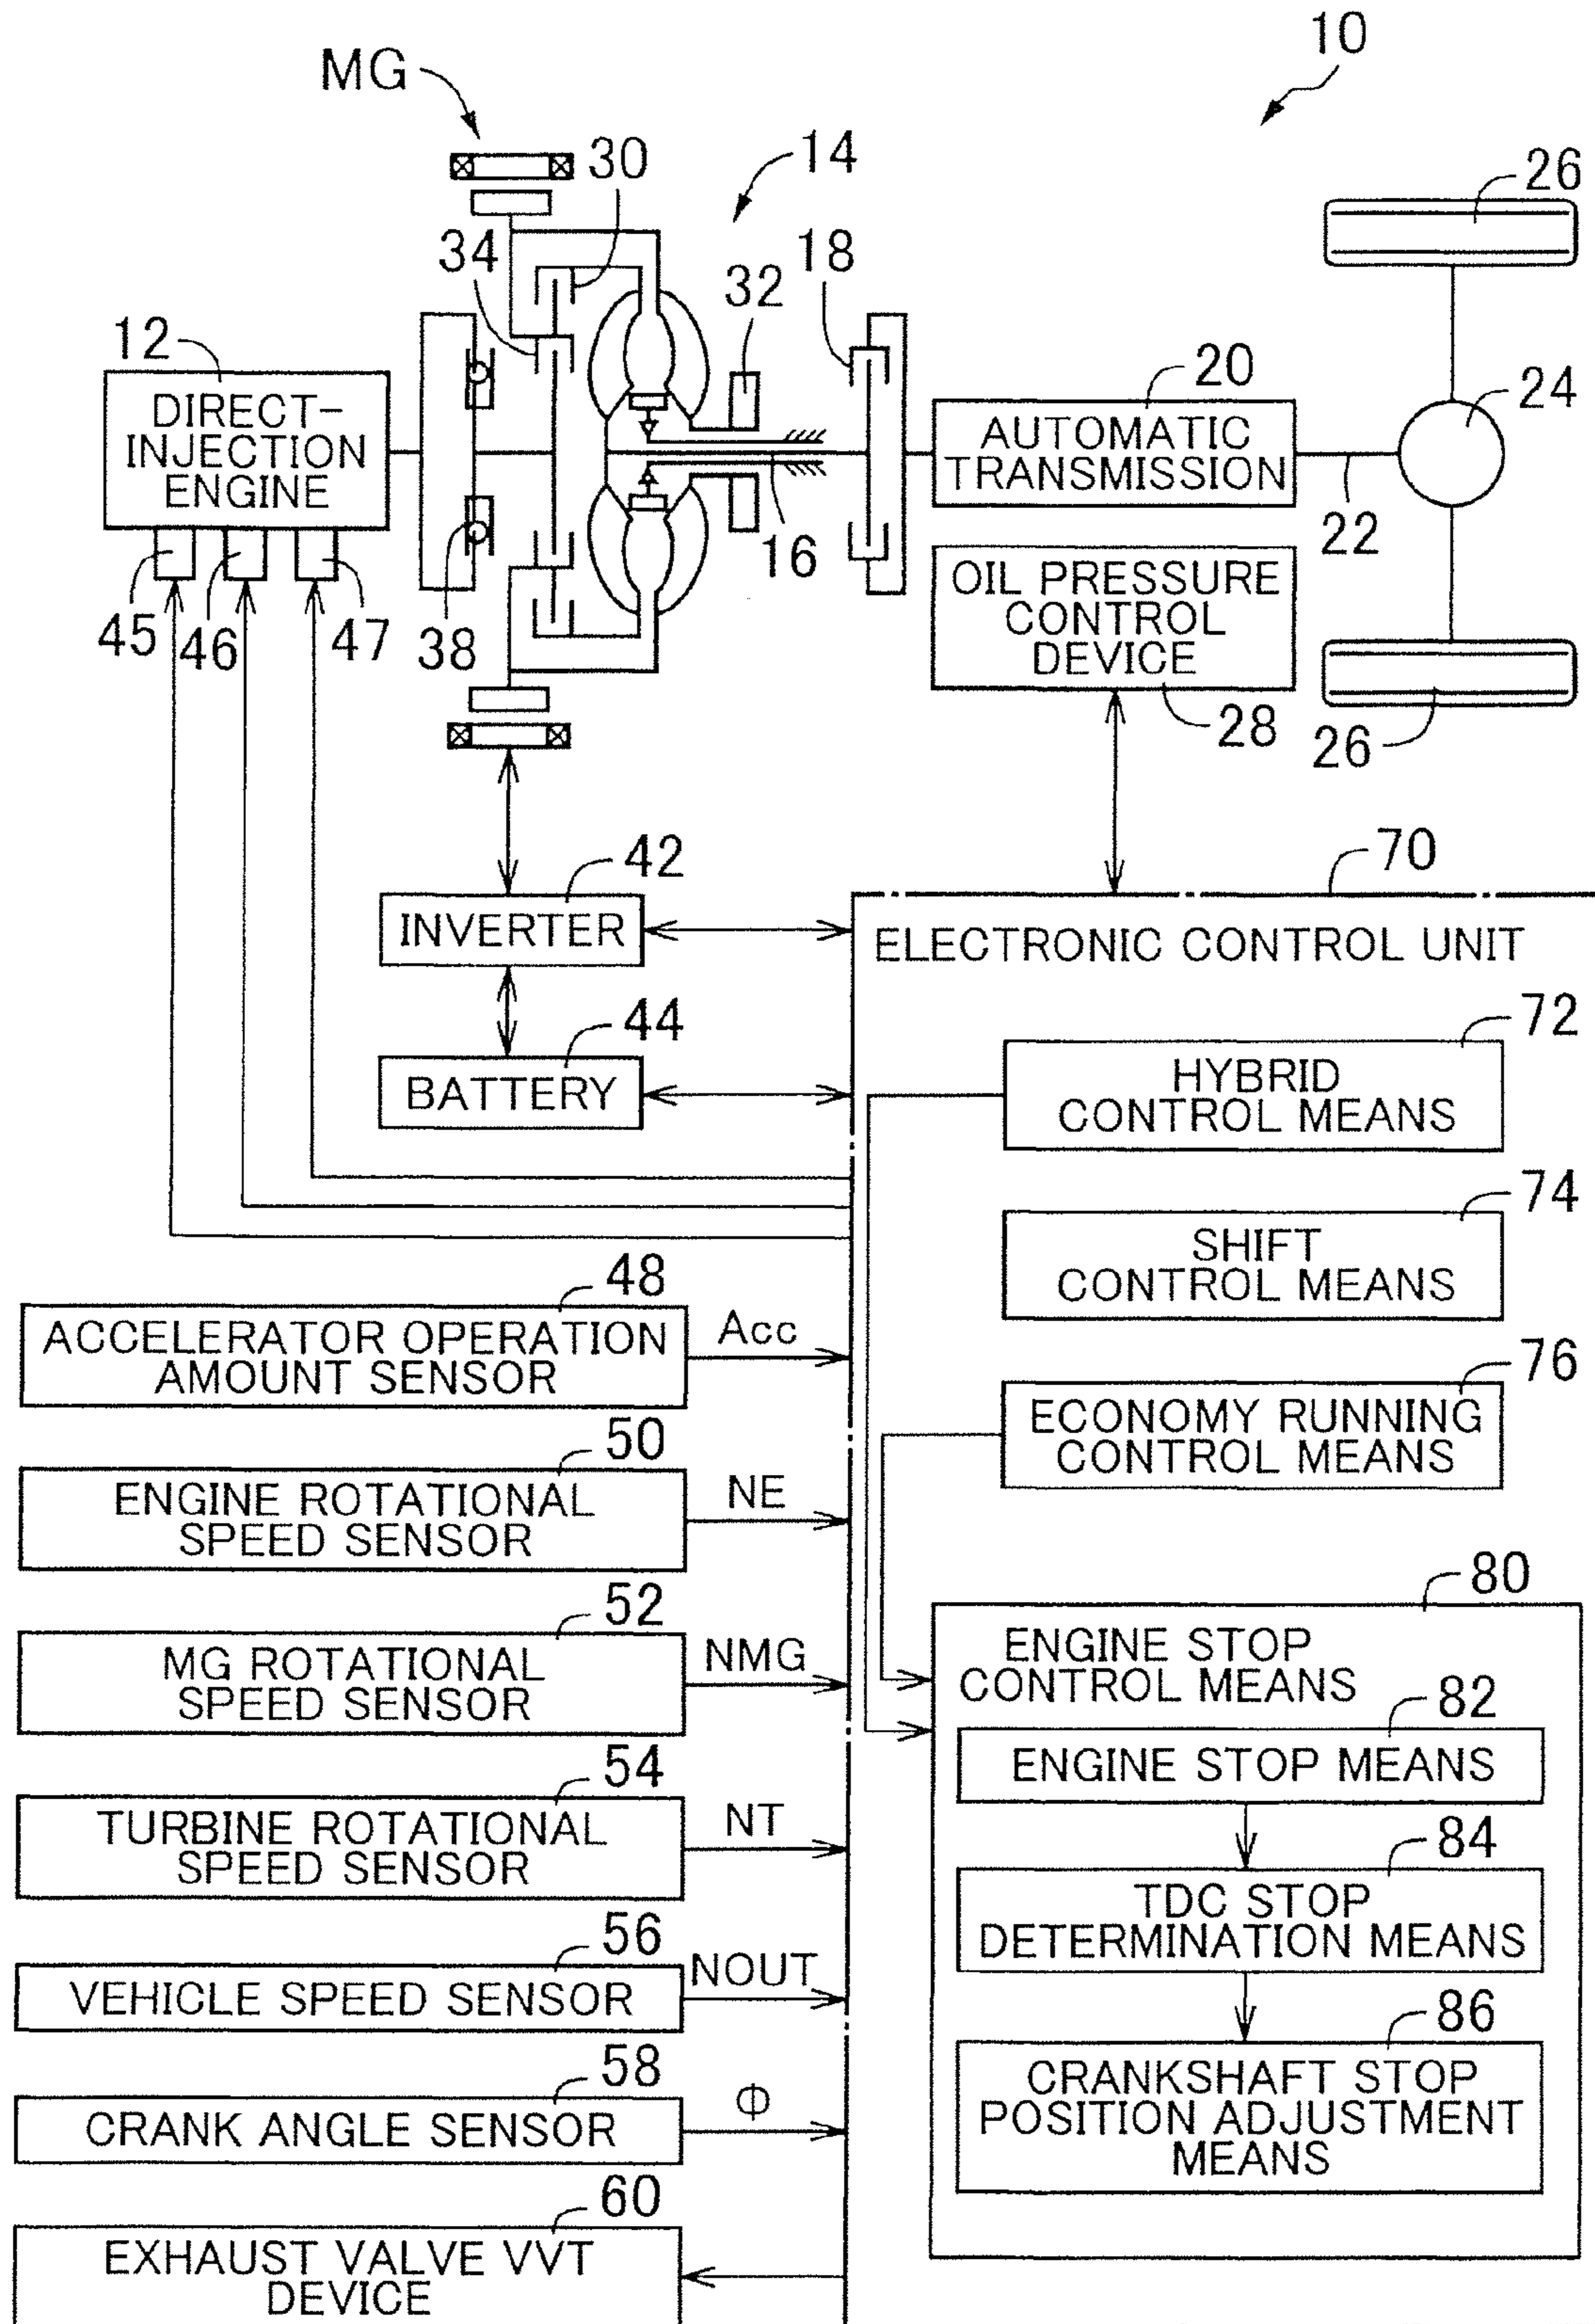 10
MG
14
30
26
34
18
32
12
20
24
DIRECT-
INJECTION
ENGINE
AUTOMATIC
TRANSMISSION
16
22
OIL PRESSURE
CONTROL
DEVICE
45
46
47
38
28
26
42
70
INVERTER
ELECTRONIC CONTROL UNIT
44
72
BATTERY
HYBRID
CONTROL MEANS
74
SHIFT
CONTROL MEANS
48
ACCELERATOR OPERATION
AMOUNT SENSOR
Acc
76
ECONOMY RUNNING
CONTROL MEANS
50
ENGINE ROTATIONAL
SPEED SENSOR
NE
80
52
MG ROTATIONAL
SPEED SENSOR
NMG
ENGINE STOP
CONTROL MEANS
82
ENGINE STOP MEANS
54
TURBINE ROTATIONAL
SPEED SENSOR
NT
84
TDC STOP
DETERMINATION MEANS
56
VEHICLE SPEED SENSOR
NOUT
86
CRANKSHAFT STOP
POSITION ADJUSTMENT
MEANS
58
CRANK ANGLE SENSOR
Φ
60
EXHAUST VALVE VVT
DEVICE